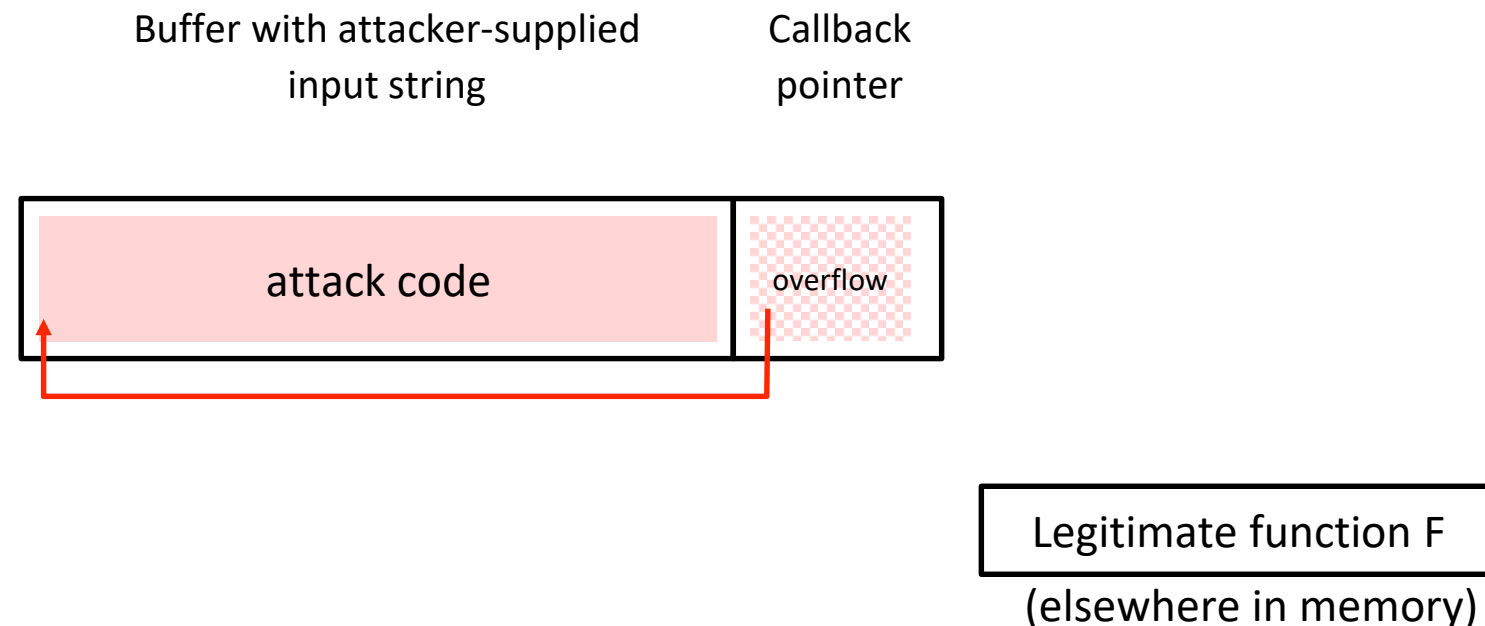 Buffer with attacker-supplied
input string
Callback
pointer
attack code
overflow
Legitimate function F
(elsewhere in memory)